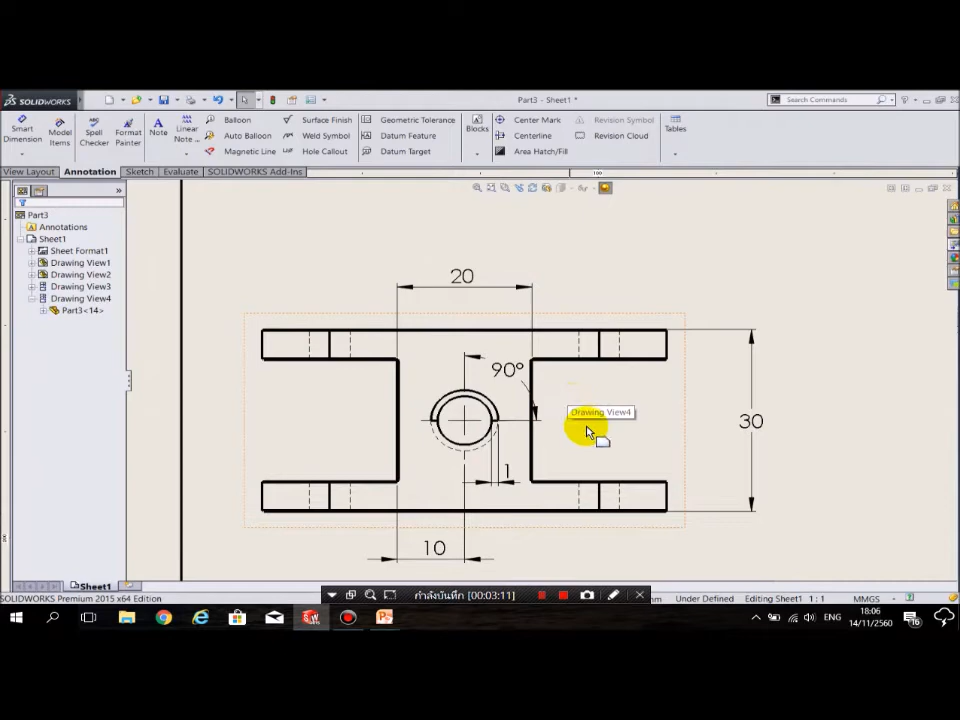 SOLIDWORKS
Part3 - Sheet1 *
Search Commands
Smart Dimension
Model Items
Spell Checker
Format Painter
Note
Linear Note...
Balloon
Auto Balloon
Magnetic Line
Surface Finish
Weld Symbol
Hole Callout
Geometric Tolerance
Datum Feature
Datum Target
Blocks
Center Mark
Centerline
Area Hatch/Fill
Revision Symbol
Revision Cloud
Tables
View Layout
Annotation
Sketch
Evaluate
SOLIDWORKS Add-Ins
100
Part3
Annotations
Sheet1
Sheet Format1
Drawing View1
Drawing View2
Drawing View3
Drawing View4
Part3<14>
20
90°
Drawing View4
30
1
10
Sheet1
SOLIDWORKS Premium 2015 x64 Edition
กำลังบันทึก [00:03:11]
Under Defined
Editing Sheet1
1 : 1
MMGS
ENG
18:06
14/11/2560
16